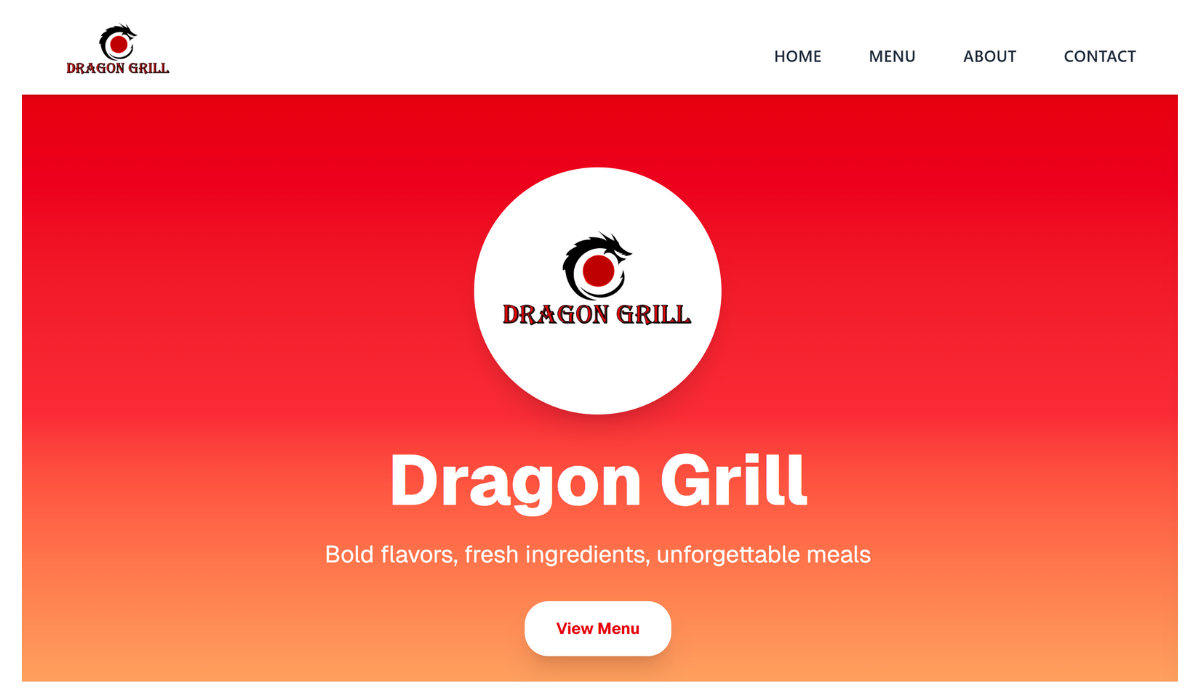 DRAGON GRILL
HOME MENU ABOUT CONTACT
DRAGON GRILL
Dragon Grill
Bold flavors, fresh ingredients, unforgettable meals
View Menu